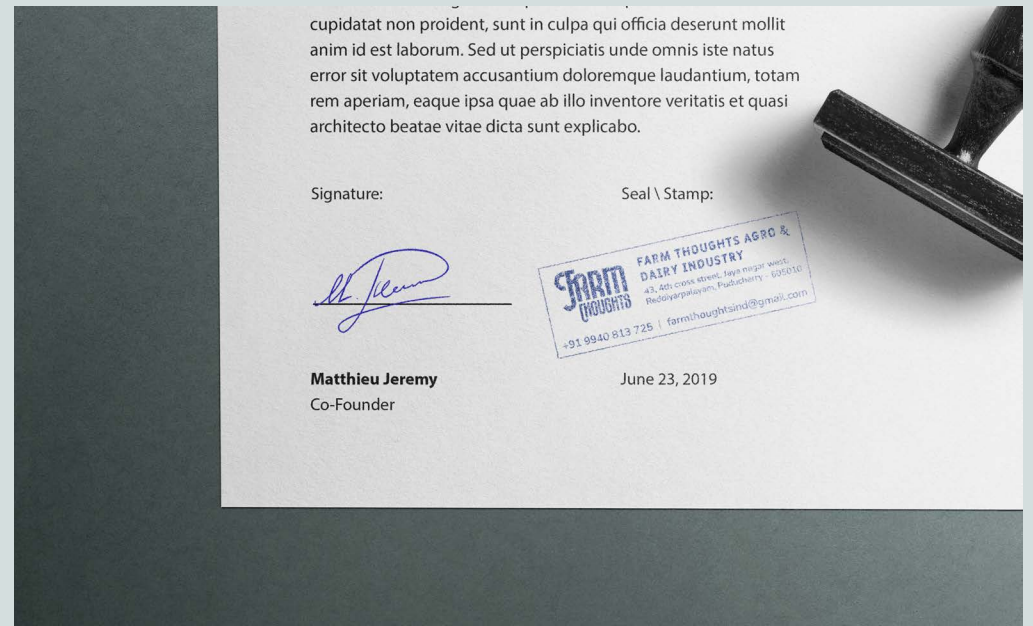 cupidatat non proident, sunt in culpa qui officia deserunt mollit
anim id est laborum. Sed ut perspiciatis unde omnis iste natus
error sit voluptatem accusantium doloremque laudantium, totam
rem aperiam, eaque ipsa quae ab illo inventore veritatis et quasi
architecto beatae vitae dicta sunt explicabo.
Signature:
Seal \ Stamp:
FARM
THOUGHTS
FARM THOUGHTS AGRO &
DAIRY INDUSTRY
43, 4th cross street, Jaya nagar west,
Reddiyarpalayam, Puducherry - 605010
+91 9940 813 725 | farmthoughtsind@gmail.com
Matthieu Jeremy
Co-Founder
June 23, 2019